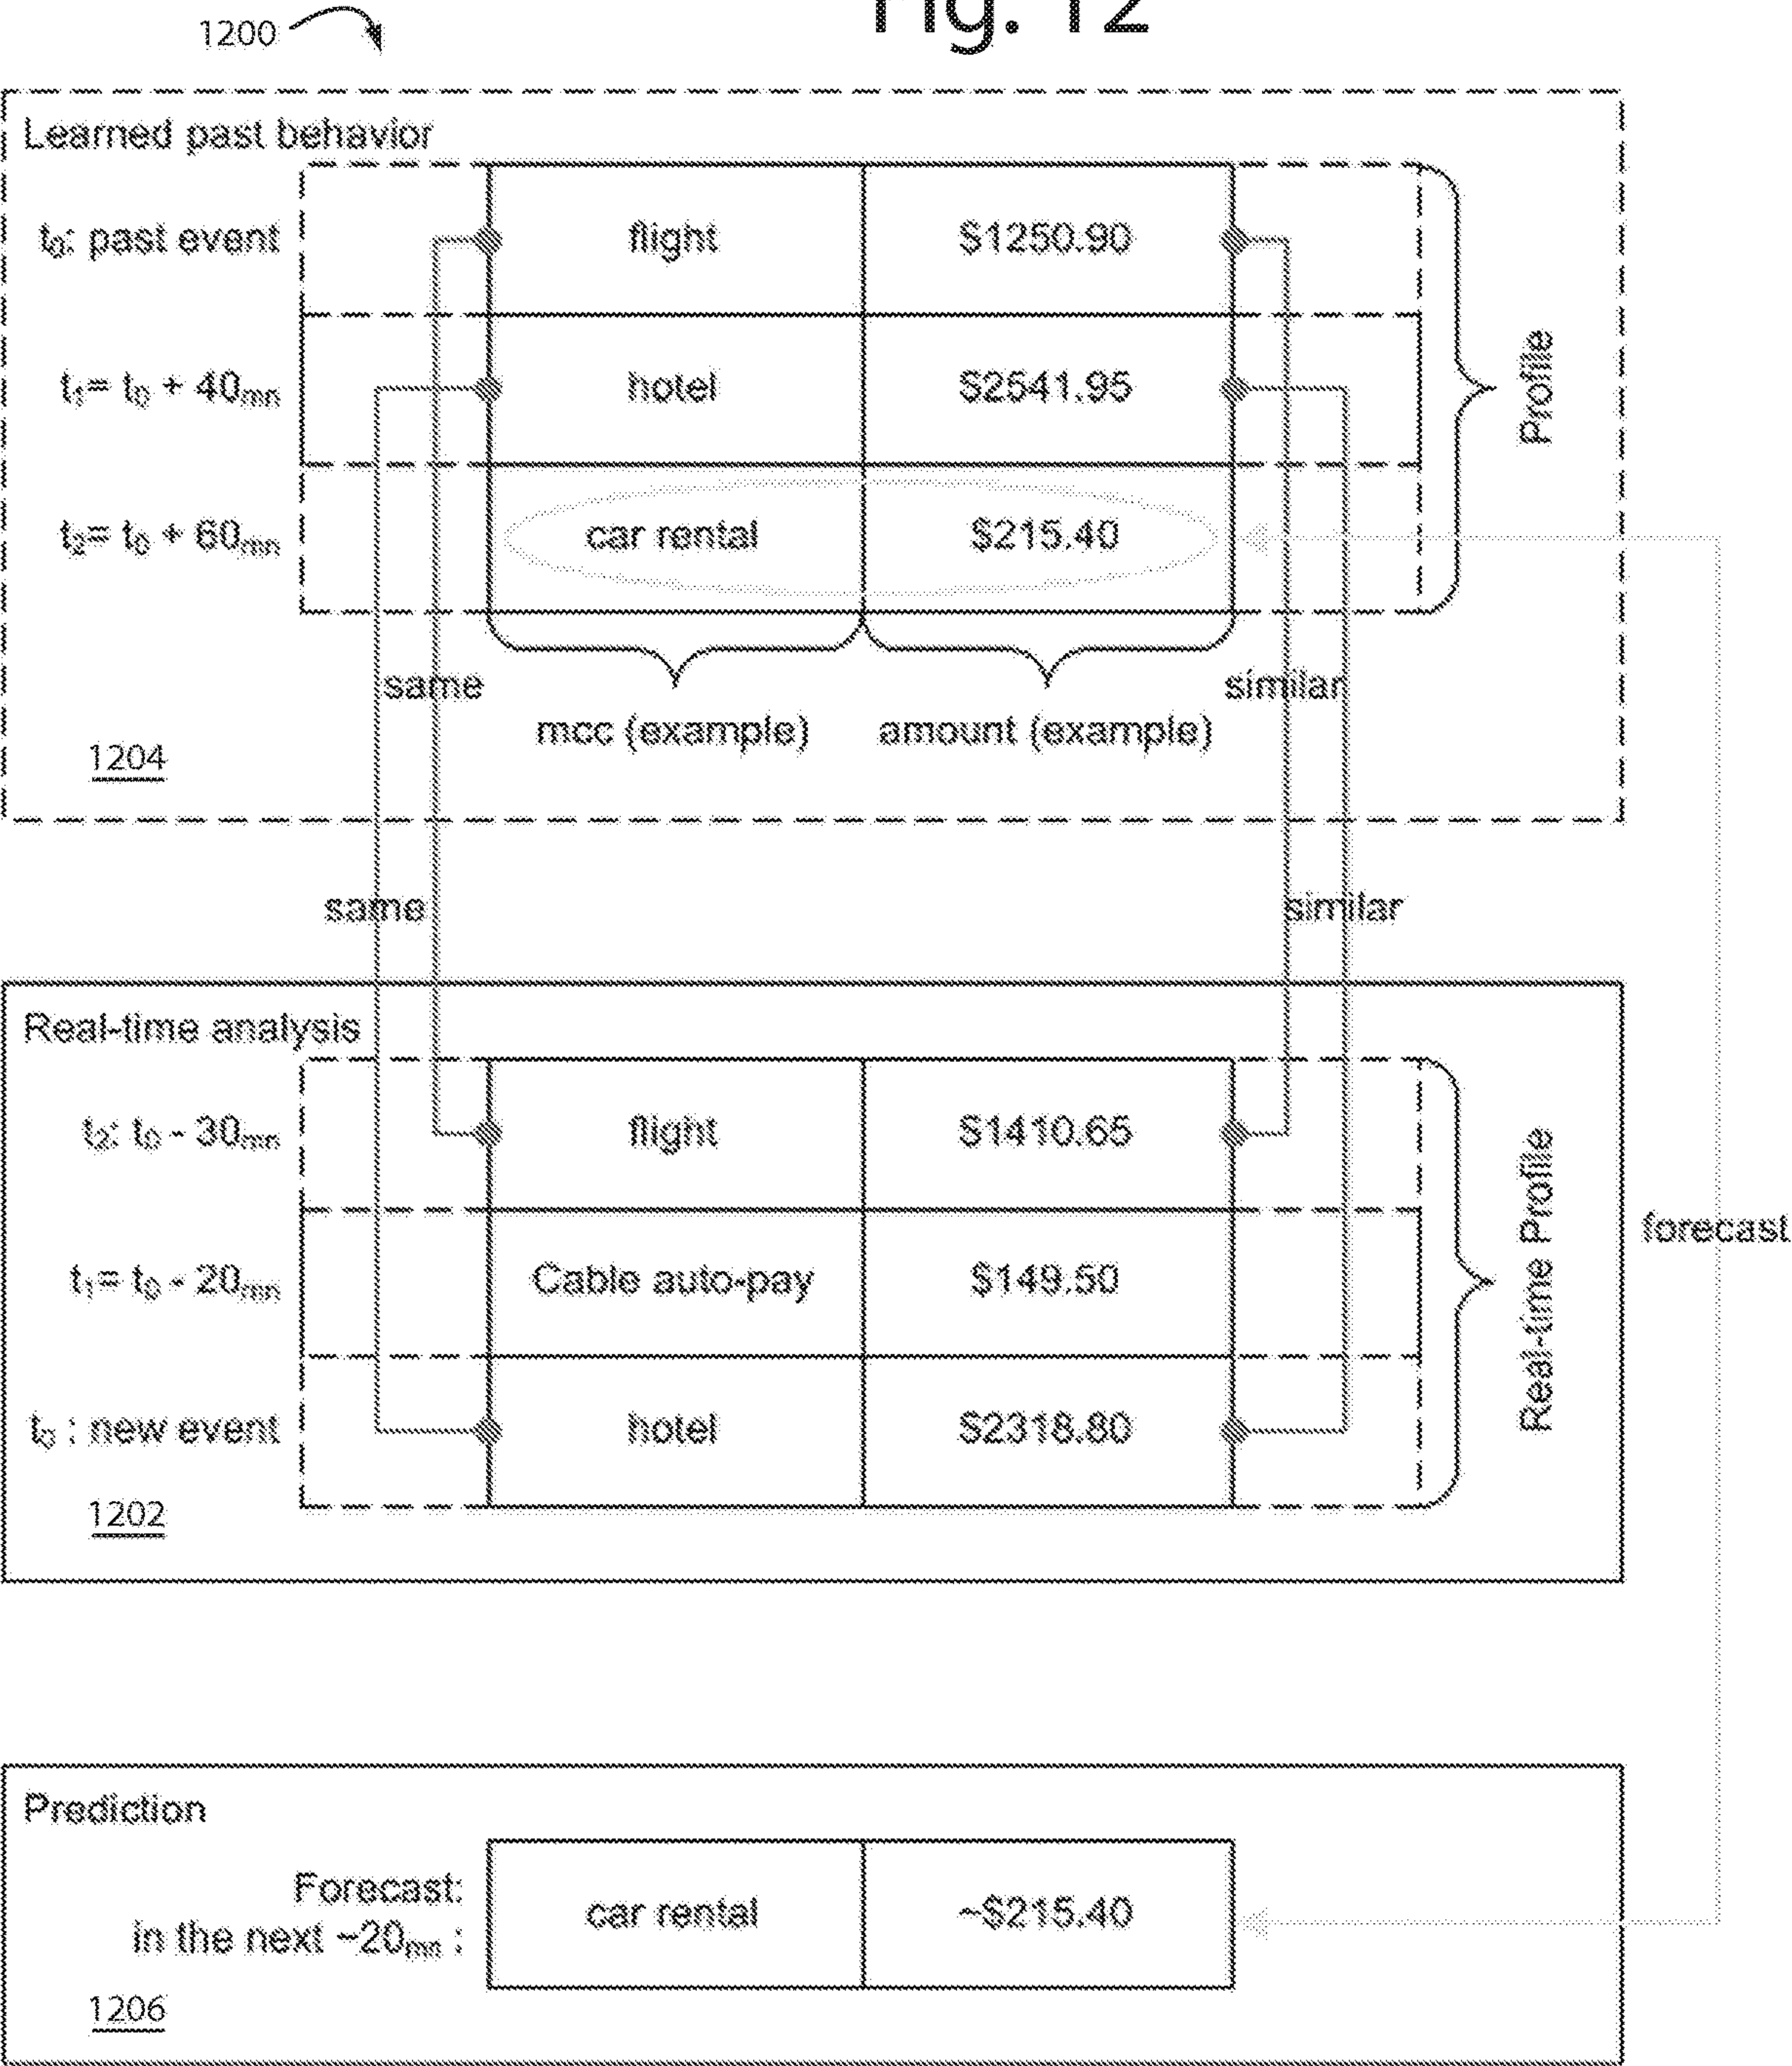 Fig. 12
1200
Learned past behavior
t0: past event flight $1250.90
t1= t0 + 40mn hotel $2541.95
t2= t0 + 60mn car rental $215.40
Profile
same similar
mcc (example) amount (example)
1204
same similar
Real-time analysis
t2: t0 - 30mn flight $1410.65
t1= t0 - 20mn Cable auto-pay $149.50
t0 : new event hotel $2318.80
Real-time Profile
forecast
1202
Prediction
Forecast:
in the next ~20mn : car rental ~$215.40
1206